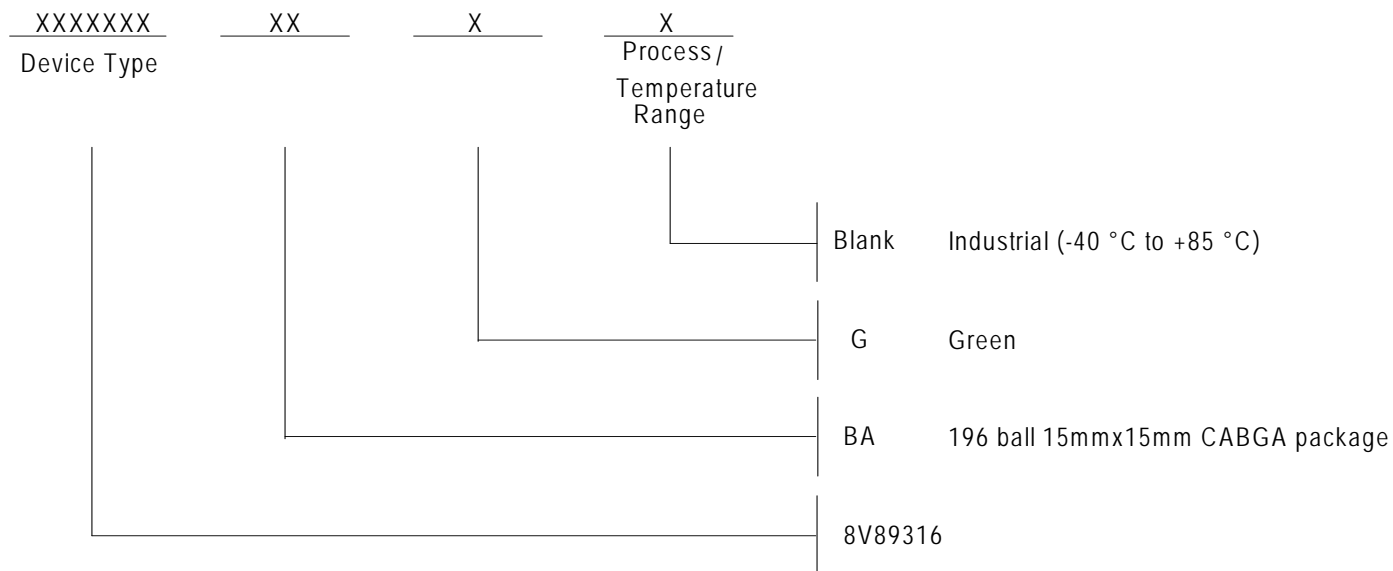 XXXXXXX XX X X
Device Type
Process/
Temperature
Range
Blank Industrial (-40 °C to +85 °C)
G Green
BA 196 ball 15mmx15mm CABGA package
8V89316